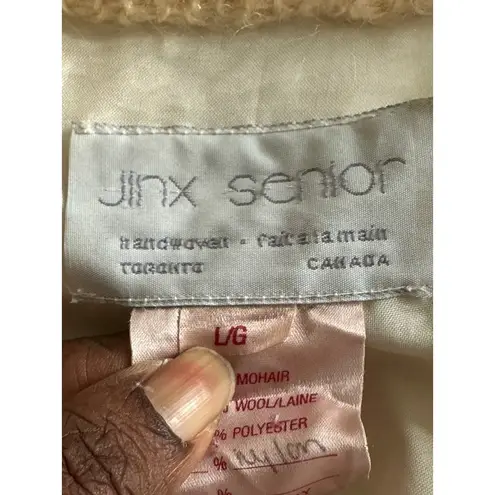 Jinx senior
handwoven - fait a la main
TORONTO CANADA
L/G
MOHAIR
% WOOL/LAINE
% POLYESTER
% nylon
%